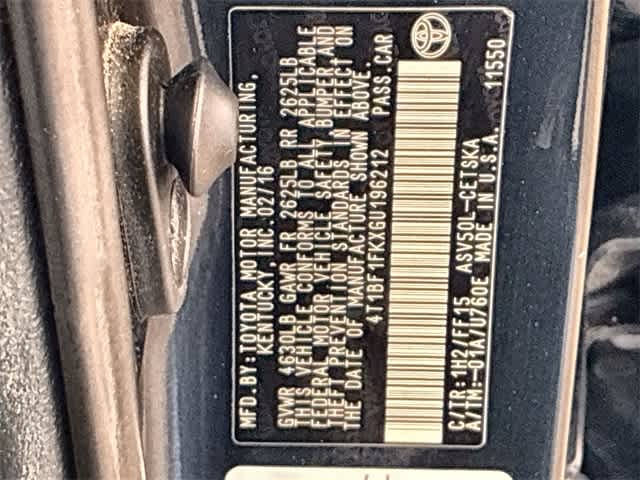 MFD. BY: TOYOTA MOTOR MANUFACTURING,
KENTUCKY, INC. 02/16
GVWR 4630LB GAWR FR 2625LB RR 2625LB
THIS VEHICLE CONFORMS TO ALL APPLICABLE
FEDERAL MOTOR VEHICLE SAFETY, BUMPER, AND
THEFT PREVENTION STANDARDS IN EFFECT ON
THE DATE OF MANUFACTURE SHOWN ABOVE.
4T1BF1FKXGU196212 PASS CAR
C/TR:1H2/FF15 ASV50L-CETSKA
A/TM:-01A/U760E MADE IN U.S.A. 11550